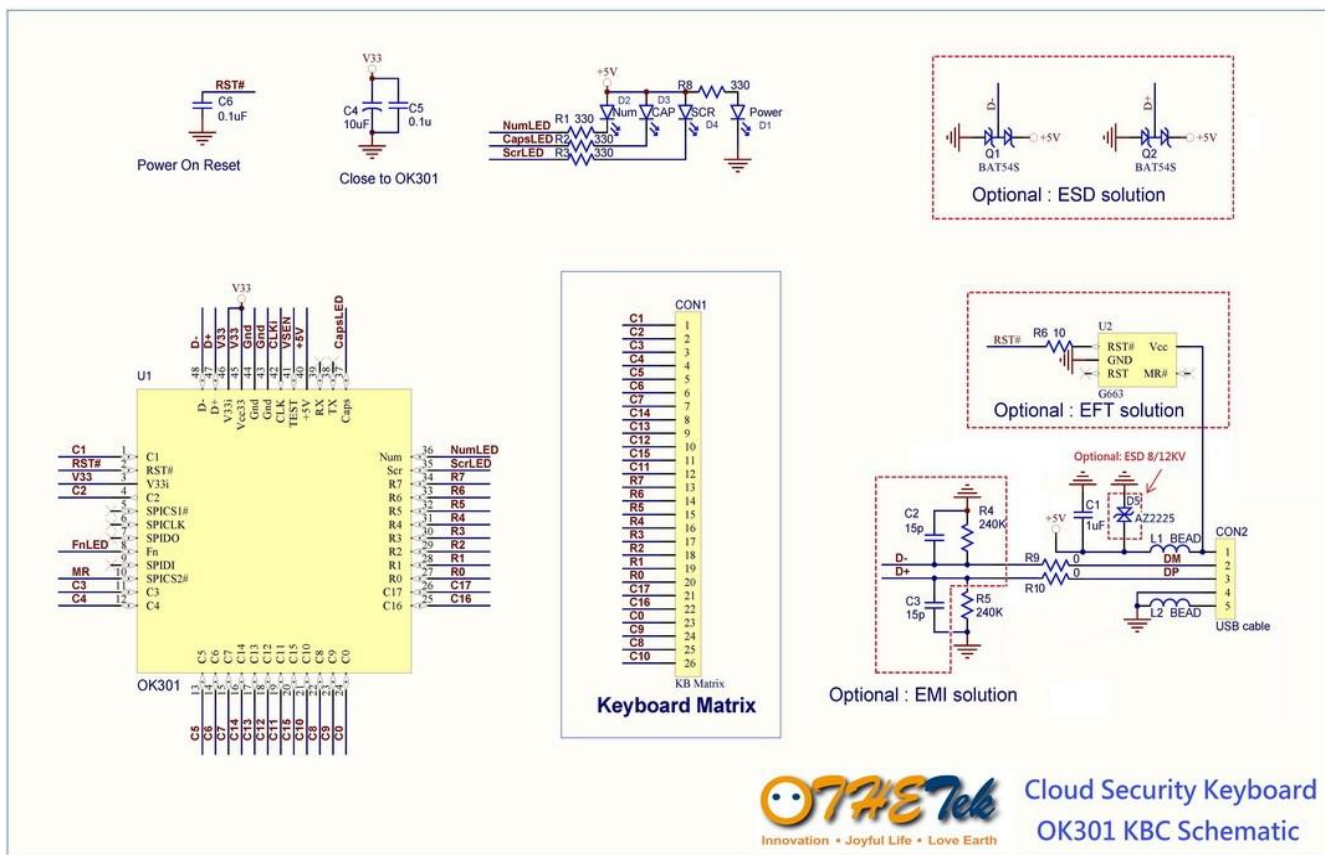 RST#
C6
0.1uF
Power On Reset
V33
C4
10uF
C5
0.1u
Close to OK301
+5V
R8 330
D2 Num
D3 CAP
SCR D4
Power D1
NumLED R1 330
CapsLED R2 330
ScrLED R3 330
D-
+5V
Q1
BAT54S
D+
+5V
Q2
BAT54S
Optional : ESD solution
V33
D- D+ V33 V33 Gnd Gnd CLKi VSEN +5V CapsLED
48 47 46 45 44 43 42 41 40 39 38 37
U1
D- D+ V33i Vcc33 Gnd Gnd CLK TEST +5V RX TX Caps
C1 1 C1
RST# 2 RST#
V33 3 V33i
C2 4 C2
5 SPICS1#
6 SPICLK
7 SPIDO
FnLED 8 Fn
9 SPIDI
MR 10 SPICS2#
C3 11 C3
C4 12 C4
Num 36 NumLED
Scr 35 ScrLED
R7 34 R7
R6 33 R6
R5 32 R5
R4 31 R4
R3 30 R3
R2 29 R2
R1 28 R1
R0 27 R0
C17 26 C17
C16 25 C16
C5 C6 C7 C14 C13 C12 C11 C15 C10 C8 C9 C0
OK301
13 14 15 16 17 18 19 20 21 22 23 24
C5 C6 C7 C14 C13 C12 C11 C15 C10 C8 C9 C0
CON1
C1 1
C2 2
C3 3
C4 4
C5 5
C6 6
C7 7
C14 8
C13 9
C12 10
C15 11
C11 12
R7 13
R6 14
R5 15
R4 16
R3 17
R2 18
R1 19
R0 20
C17 21
C16 22
C0 23
C9 24
C8 25
C10 26
KB Matrix
Keyboard Matrix
U2
RST# R6 10 RST# Vcc
GND
RST MR#
G663
Optional : EFT solution
Optional: ESD 8/12KV
C2
15p
R4
240K
+5V
C1
1uF
D5
AZ2225
L1 BEAD
CON2
1
D- R9 0 DM 2
D+ R10 0 DP 3
4
5
C3
15p
R5
240K
L2 BEAD
USB cable
Optional : EMI solution
OTHETek
Innovation • Joyful Life • Love Earth
Cloud Security Keyboard
OK301 KBC Schematic